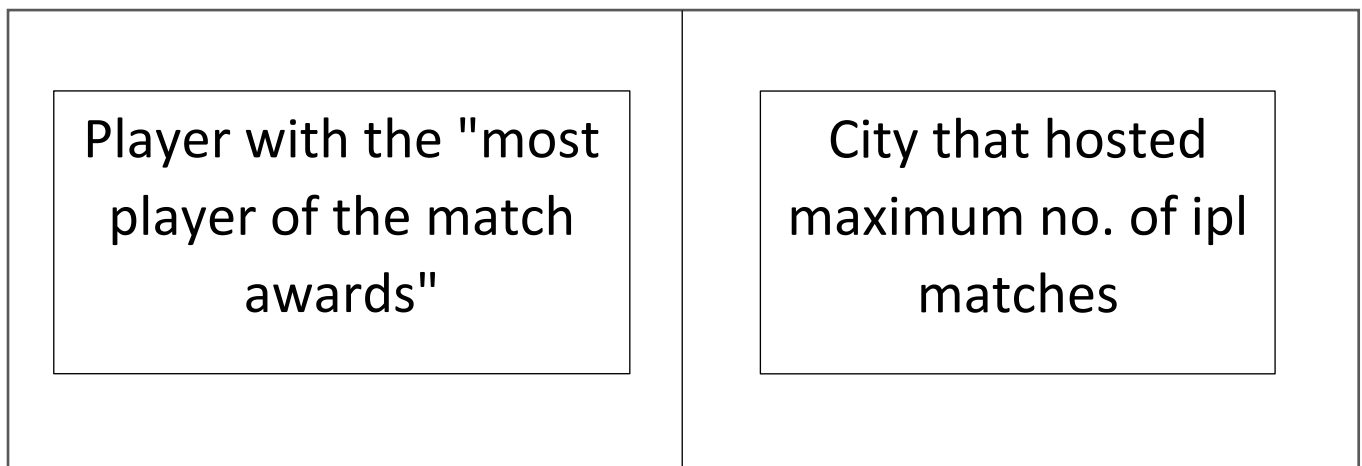 Player with the "most
player of the match
awards"
City that hosted
maximum no. of ipl
matches